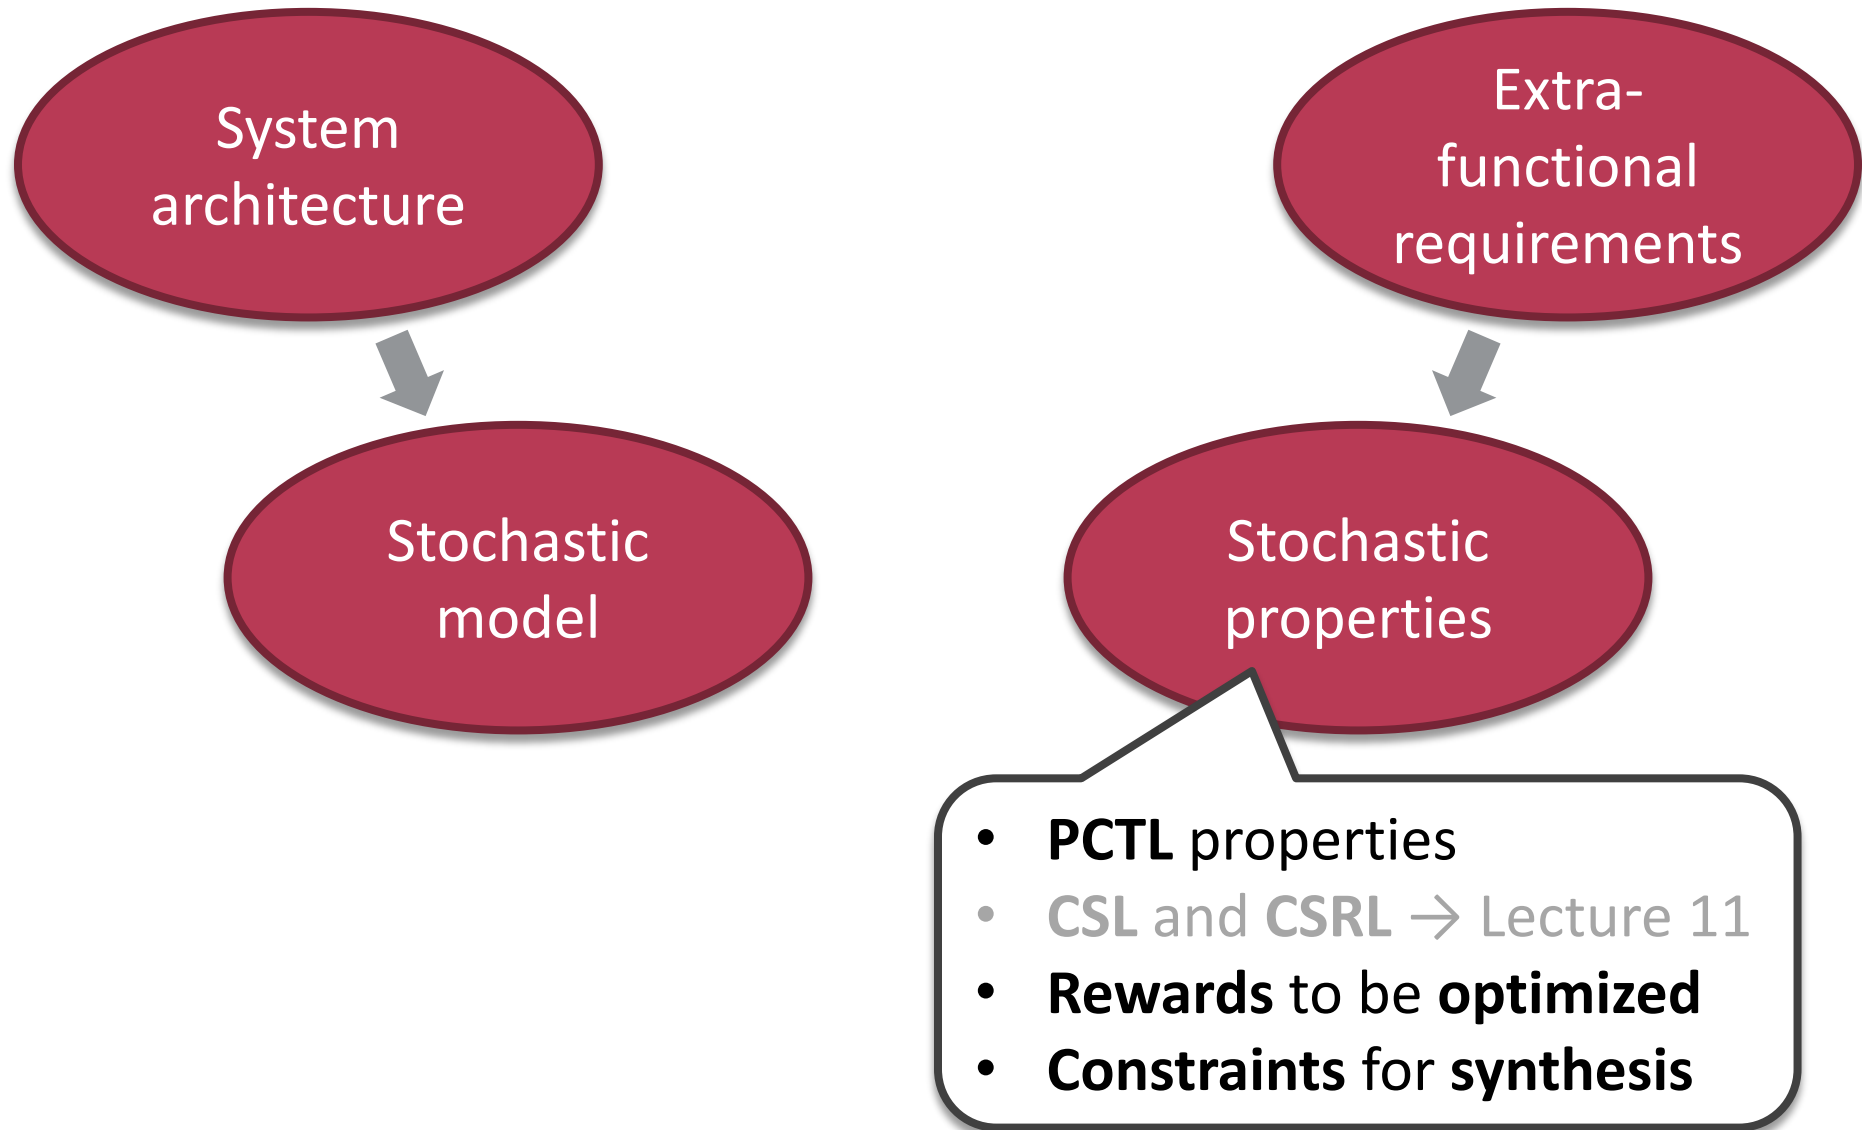 System
architecture
Extra-
functional
requirements
Stochastic
model
Stochastic
properties
• PCTL properties
• CSL and CSRL → Lecture 11
• Rewards to be optimized
• Constraints for synthesis